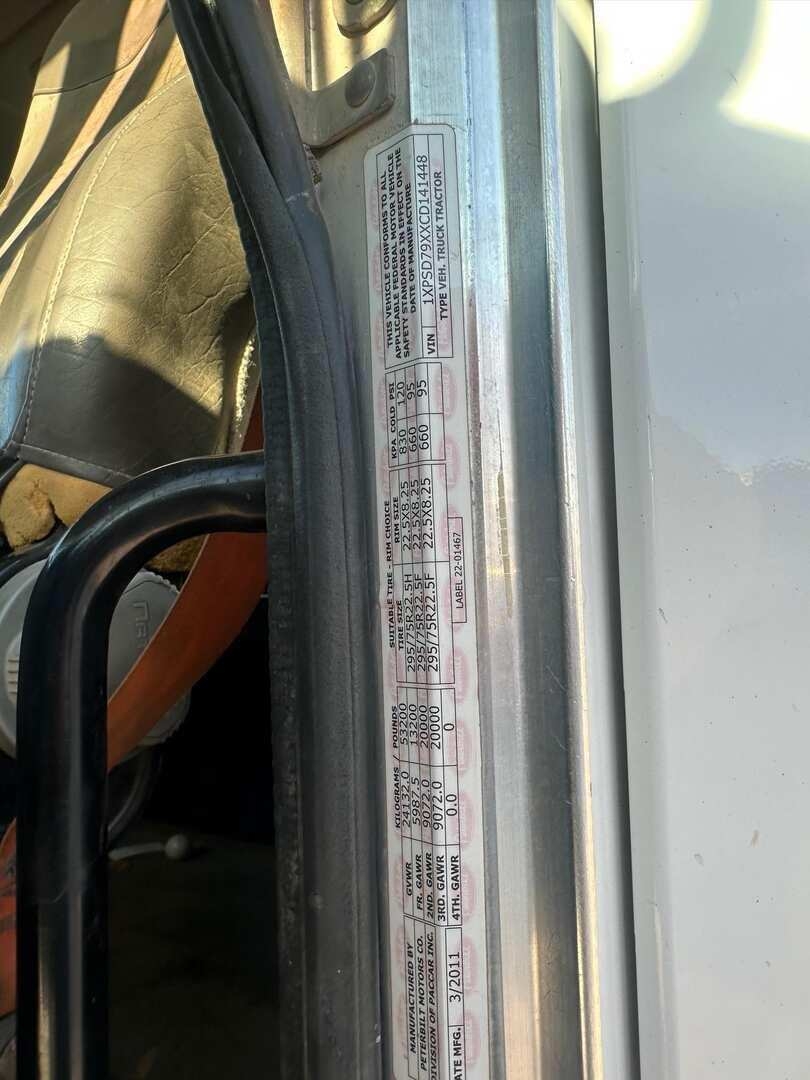 MANUFACTURED BY
PETERBILT MOTORS CO.
DIVISION OF PACCAR INC.
ATE MFG. 3/2011
KILOGRAMS / POUNDS
GVWR 24132.0 53200
FR. GAWR 5987.5 13200
2ND. GAWR 9072.0 20000
3RD. GAWR 9072.0 20000
4TH. GAWR 0.0 0
SUITABLE TIRE - RIM CHOICE
TIRE SIZE RIM SIZE KPA COLD PSI
295/75R22.5H 22.5X8.25 830 120
295/75R22.5F 22.5X8.25 660 95
295/75R22.5F 22.5X8.25 660 95
LABEL 22-01467
THIS VEHICLE CONFORMS TO ALL
APPLICABLE FEDERAL MOTOR VEHICLE
SAFETY STANDARDS IN EFFECT ON THE
DATE OF MANUFACTURE
VIN 1XPSD79XXCD141448
TYPE VEH. TRUCK TRACTOR